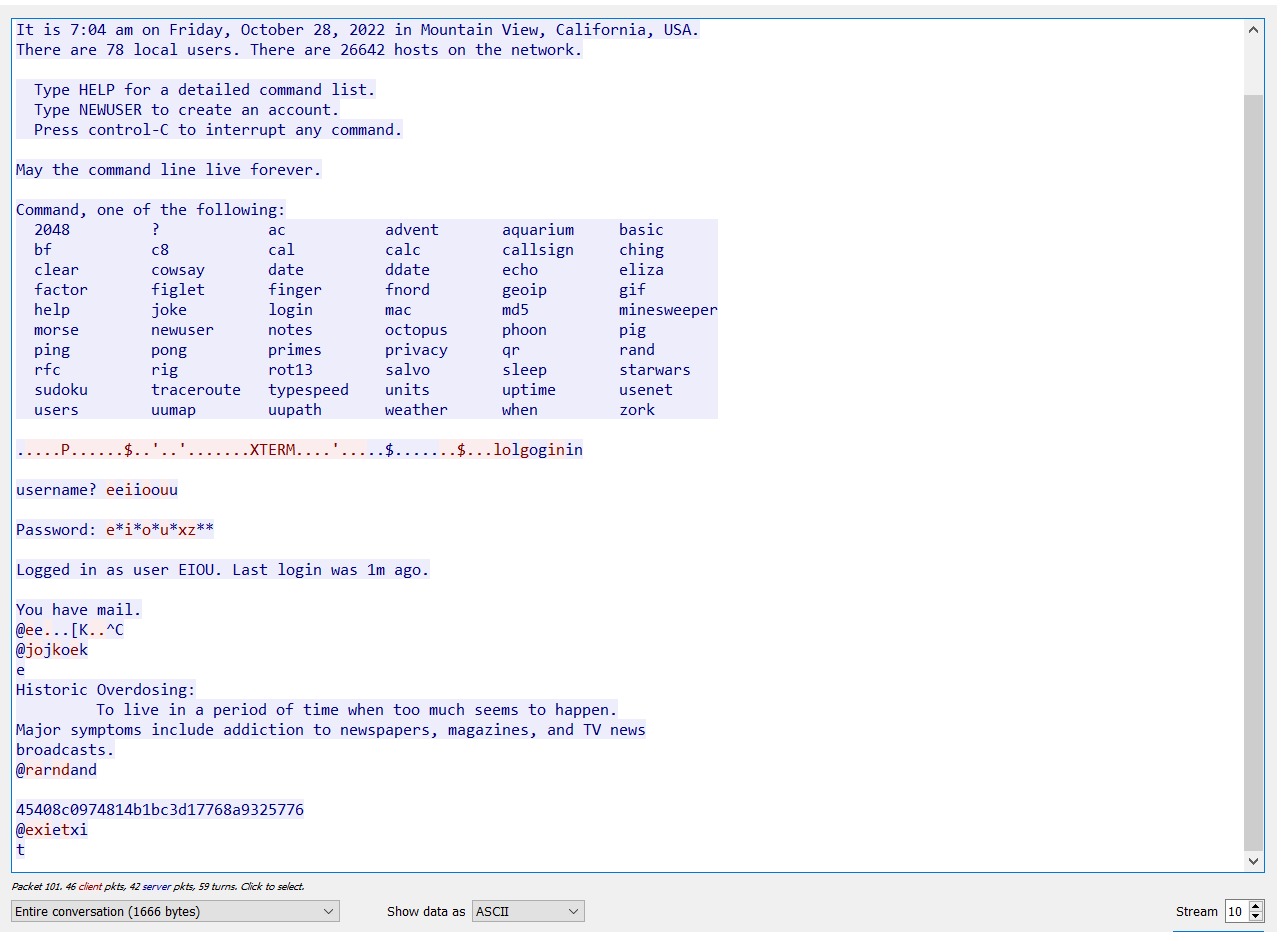 It is 7:04 am on Friday, October 28, 2022 in Mountain View, California, USA.
There are 78 local users. There are 26642 hosts on the network.
Type HELP for a detailed command list.
Type NEWUSER to create an account.
Press control-C to interrupt any command.
May the command line live forever.
Command, one of the following:
2048 ? ac advent aquarium basic
bf c8 cal calc callsign ching
clear cowsay date ddate echo eliza
factor figlet finger fnord geoip gif
help joke login mac md5 minesweeper
morse newuser notes octopus phoon pig
ping pong primes privacy qr rand
rfc rig rot13 salvo sleep starwars
sudoku traceroute typespeed units uptime usenet
users uumap uupath weather when zork
.....P......$..'..'.......XTERM....'.....$.......$...lolgoginin
username? eeiioouu
Password: e*i*o*u*xz**
Logged in as user EIOU. Last login was 1m ago.
You have mail.
@ee...[K..^C
@jojkoek
e
Historic Overdosing:
To live in a period of time when too much seems to happen.
Major symptoms include addiction to newspapers, magazines, and TV news
broadcasts.
@rarndand
45408c0974814b1bc3d17768a9325776
@exietxi
t
Packet 101. 46 client pkts, 42 server pkts, 59 turns. Click to select.
Entire conversation (1666 bytes) Show data as ASCII Stream 10